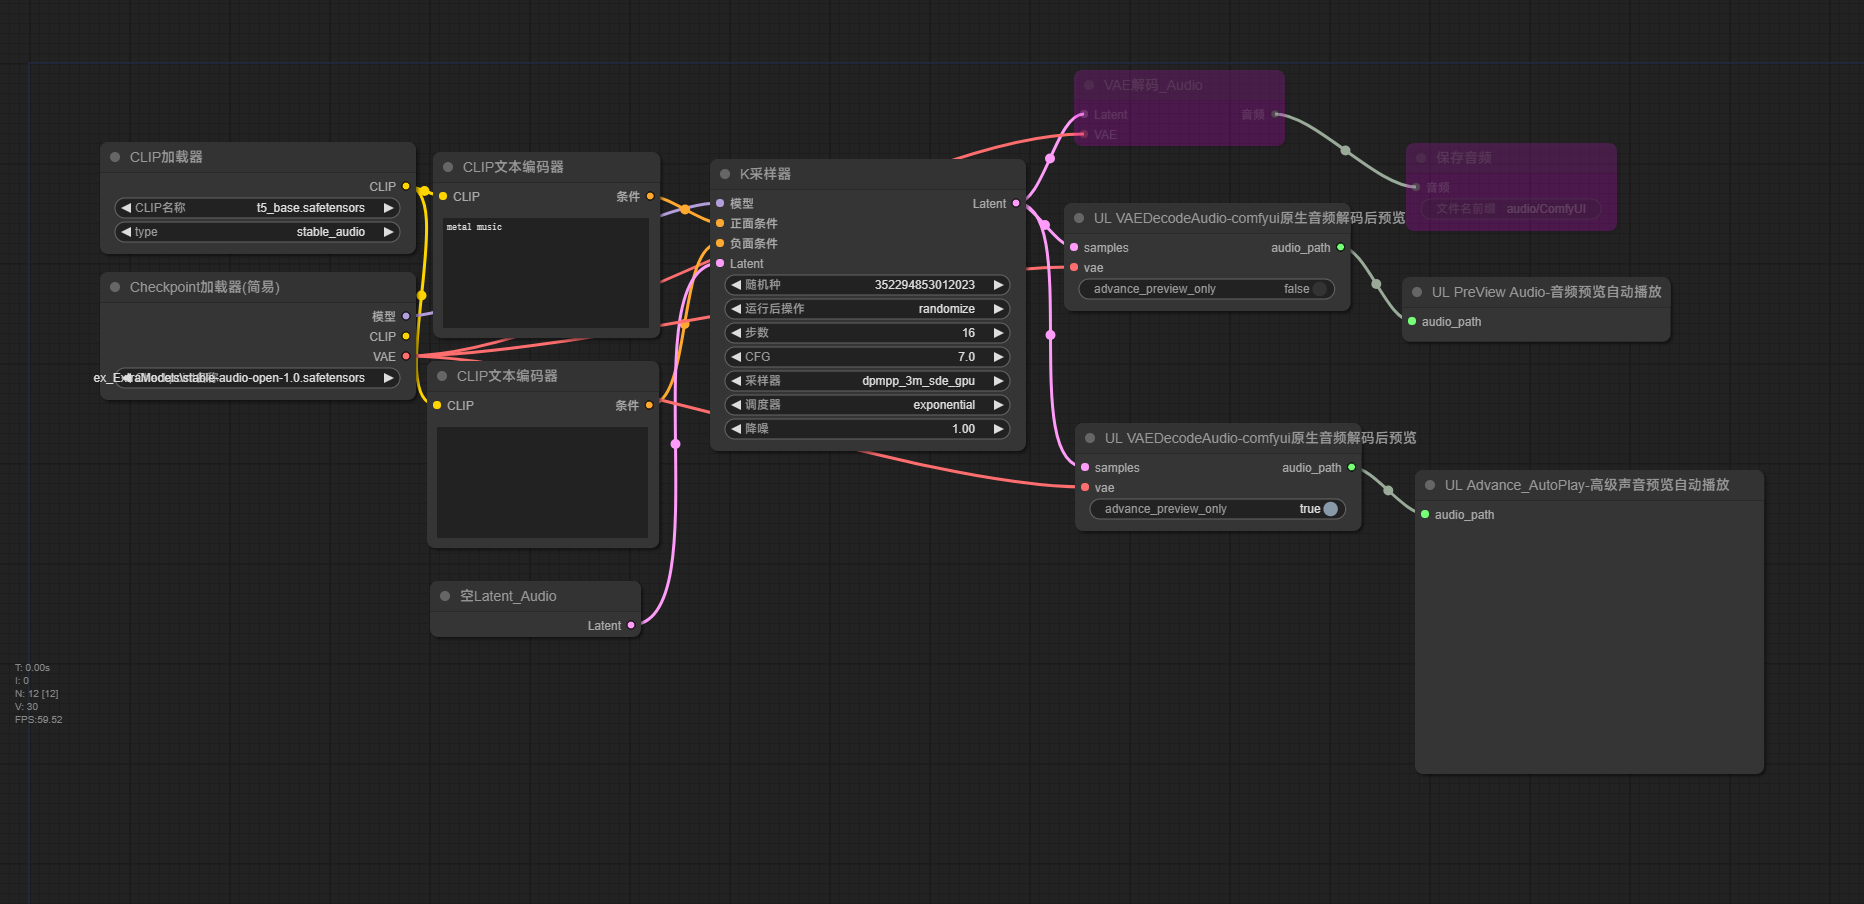 CLIP加载器
CLIP
CLIP名称 t5_base.safetensors
type stable_audio
Checkpoint加载器(简易)
模型
CLIP
VAE
stable-audio-open-1.0.safetensors
CLIP文本编码器
CLIP 条件
metal music
CLIP文本编码器
CLIP 条件
空Latent_Audio
Latent
K采样器
模型 Latent
正面条件
负面条件
Latent
随机种 352294853012023
运行后操作 randomize
步数 16
CFG 7.0
采样器 dpmpp_3m_sde_gpu
调度器 exponential
降噪 1.00
VAE解码_Audio
Latent 音频
VAE
保存音频
音频
文件名前缀 audio/ComfyUI
UL VAEDecodeAudio-comfyui原生音频解码后预览
samples audio_path
vae
advance_preview_only false
UL PreView Audio-音频预览自动播放
audio_path
UL VAEDecodeAudio-comfyui原生音频解码后预览
samples audio_path
vae
advance_preview_only true
UL Advance_AutoPlay-高级声音预览自动播放
audio_path
T: 0.00s
I: 0
N: 12 [12]
V: 30
FPS:59.52